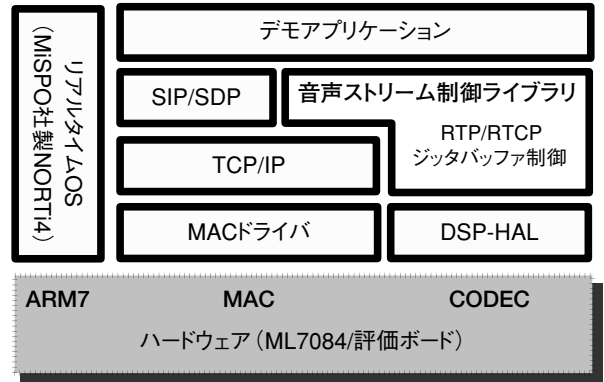 リアルタイムOS
(MiSPO社製NORTi4)
デモアプリケーション
SIP/SDP
音声ストリーム制御ライブラリ
RTP/RTCP
ジッタバッファ制御
TCP/IP
MACドライバ
DSP-HAL
ARM7 MAC CODEC
ハードウェア(ML7084/評価ボード)